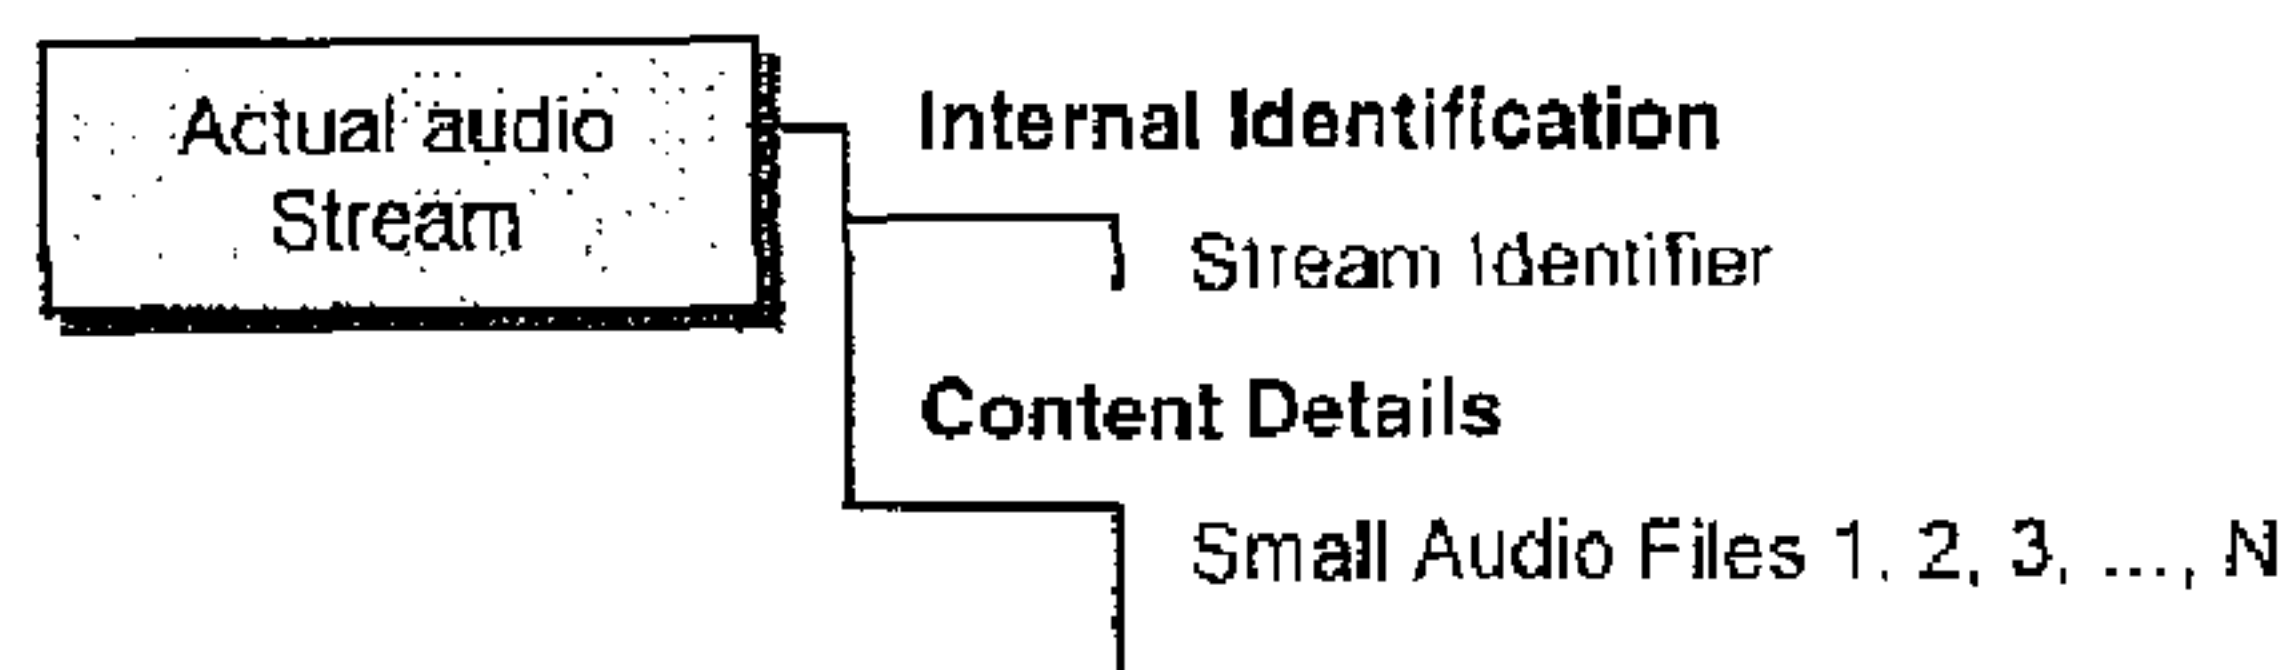 Actual audio
Stream
Internal Identification
Stream Identifier
Content Details
Small Audio Files 1, 2, 3, ..., N